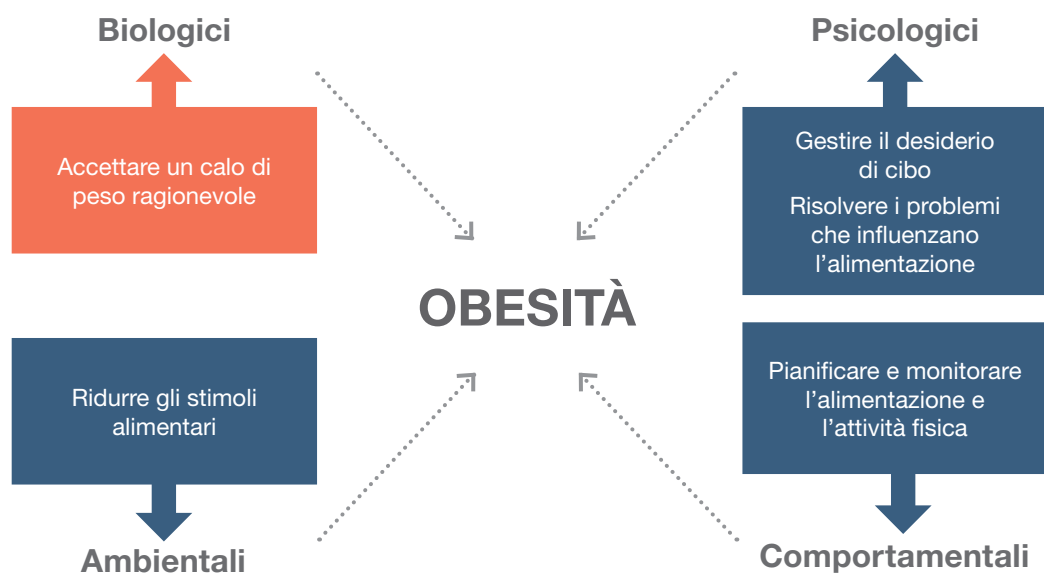 Biologici
Accettare un calo di
peso ragionevole
Psicologici
Gestire il desiderio
di cibo
Risolvere i problemi
che influenzano
l’alimentazione
OBESITÀ
Ridurre gli stimoli
alimentari
Ambientali
Pianificare e monitorare
l’alimentazione e
l’attività fisica
Comportamentali